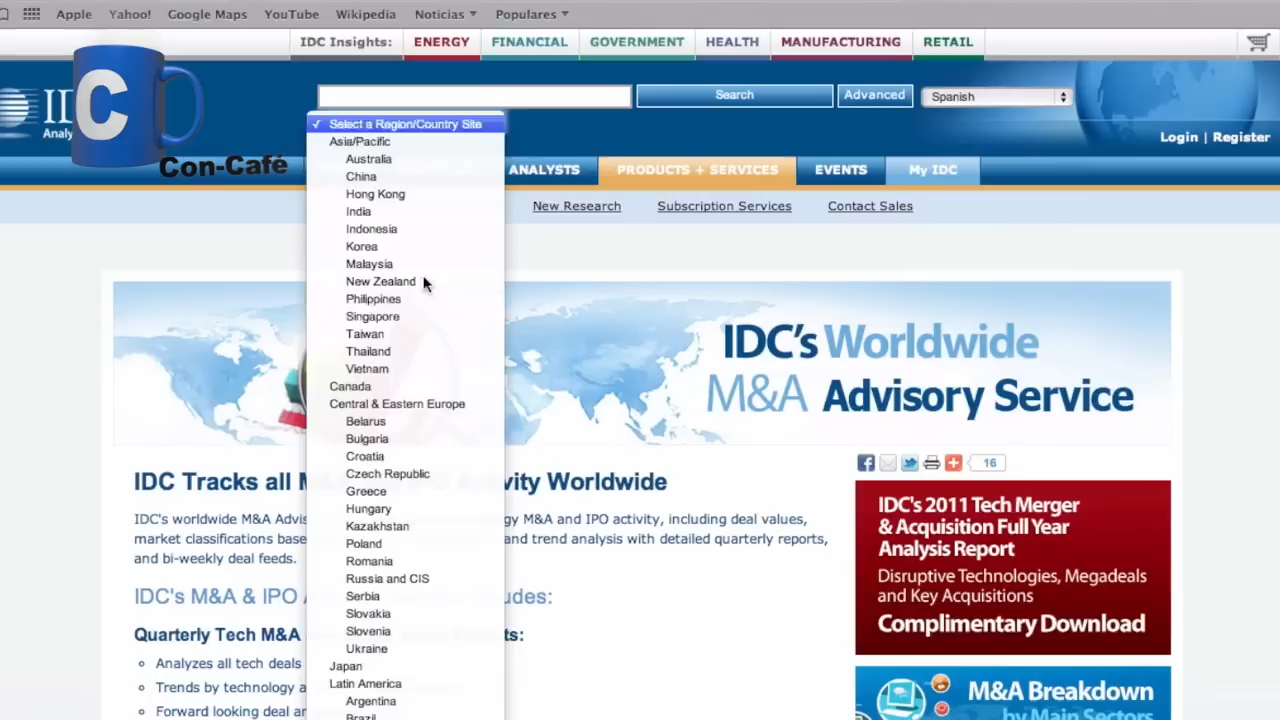 Apple Yahoo! Google Maps YouTube Wikipedia Noticias Populares
IDC Insights: ENERGY FINANCIAL GOVERNMENT HEALTH MANUFACTURING RETAIL
C
Con-Café
Search Advanced Spanish
Login | Register
ANALYSTS PRODUCTS + SERVICES EVENTS My IDC
New Research Subscription Services Contact Sales
✓ Select a Region/Country Site
Asia/Pacific
Australia
China
Hong Kong
India
Indonesia
Korea
Malaysia
New Zealand
Philippines
Singapore
Taiwan
Thailand
Vietnam
Canada
Central & Eastern Europe
Belarus
Bulgaria
Croatia
Czech Republic
Greece
Hungary
Kazakhstan
Poland
Romania
Russia and CIS
Serbia
Slovakia
Slovenia
Ukraine
Japan
Latin America
Argentina
Brazil
IDC's Worldwide
M&A Advisory Service
IDC Tracks all Worldwide
IDC's worldwide M&A M&A and IPO activity, including deal values,
market classifications and trend analysis with detailed quarterly reports,
and bi-weekly deal feeds.
IDC's M&A & IPO
Quarterly Tech M&A
Analyzes all tech deals
Trends by technology
Forward looking deal
16
IDC's 2011 Tech Merger
& Acquisition Full Year
Analysis Report
Disruptive Technologies, Megadeals
and Key Acquisitions
Complimentary Download
M&A Breakdown
by Main Sectors